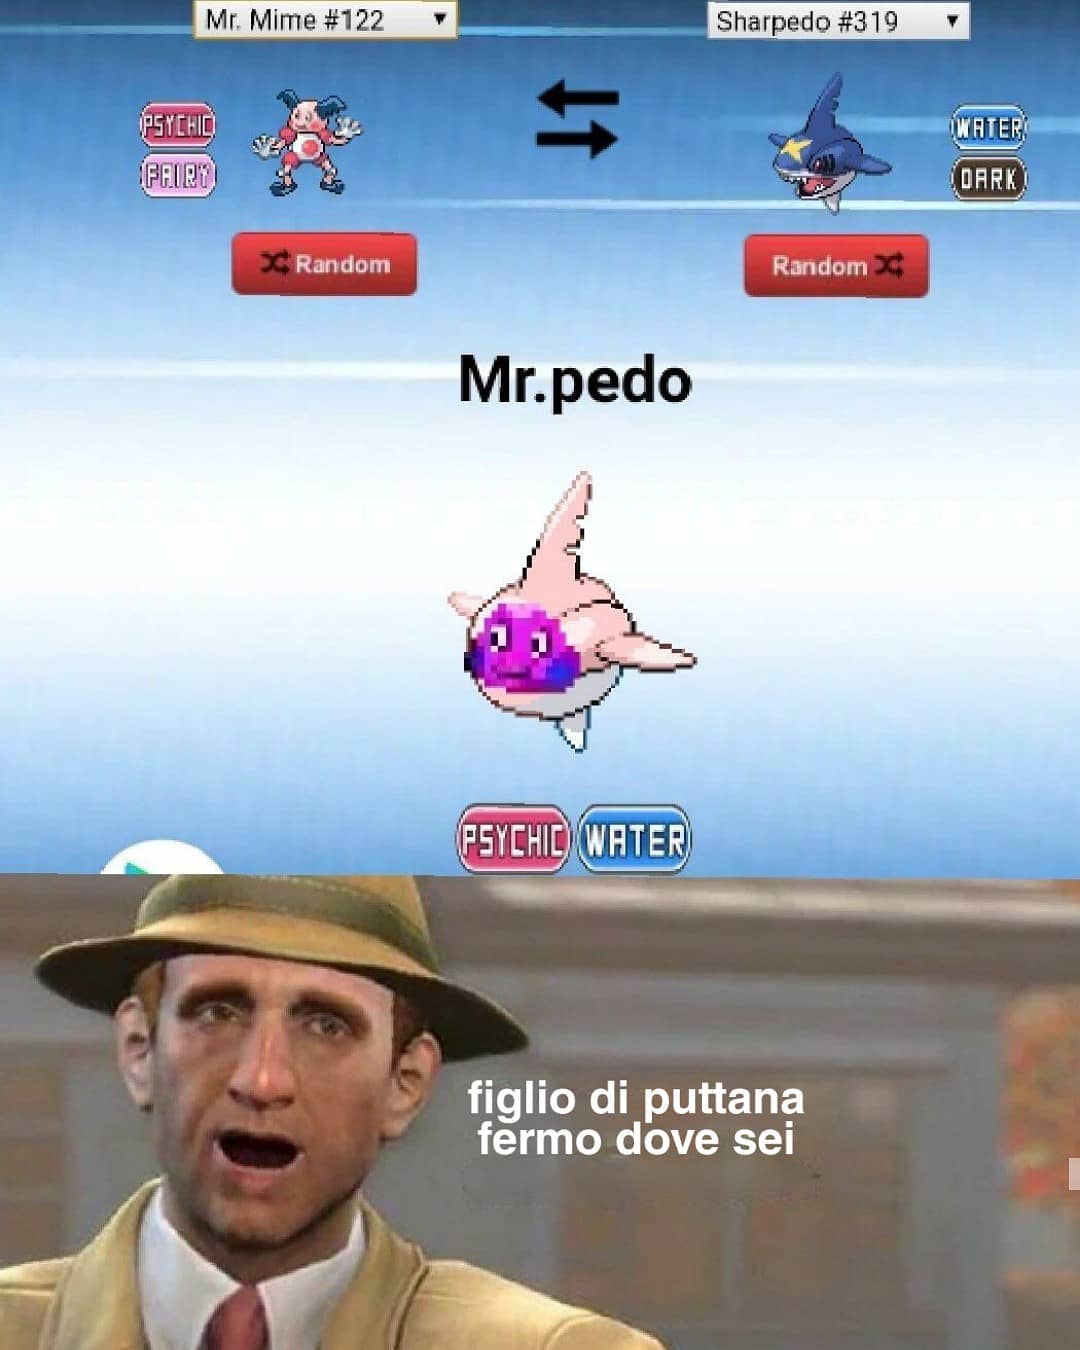 Mr. Mime #122
Sharpedo #319
PSYCHIC
FAIRY
WATER
DARK
Random
Random
Mr.pedo
PSYCHIC WATER
figlio di puttana
fermo dove sei